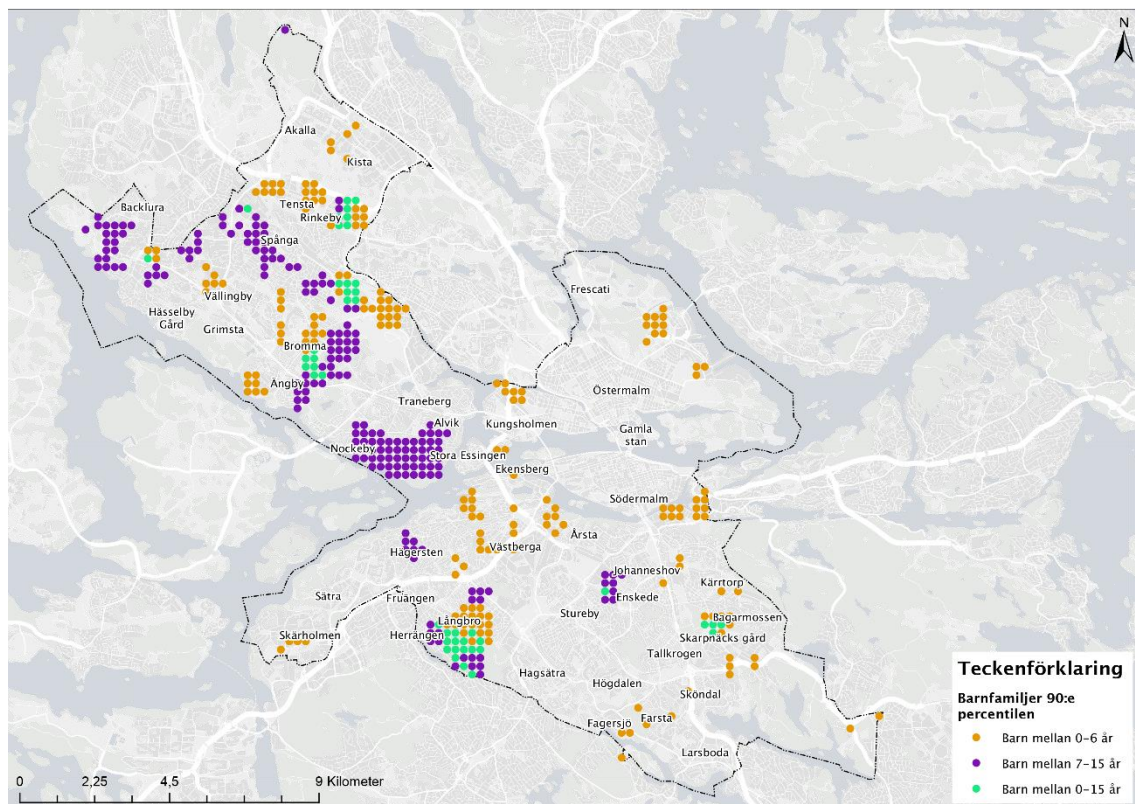 N
Akalla
Kista
Tensta
Rinkeby
Backlura
Spånga
Frescati
Vällingby
Hässelby
Gård
Grimsta
Bromma
Ängby
Traneberg
Östermalm
Alvik
Kungsholmen
Gamla
stan
Nockeby
Stora Essingen
Ekensberg
Södermalm
Årsta
Västberga
Hägersten
Johanneshov
Kärrtorp
Sätra
Fruängen
Enskede
Stureby
Bagarmossen
Långbro
Skärholmen
Herrängen
Skarpnäcks gård
Tallkrogen
Hagsätra
Högdalen
Sköndal
Fagersjö
Farsta
Larsboda
Teckenförklaring
Barnfamiljer 90:e
percentilen
Barn mellan 0-6 år
Barn mellan 7-15 år
Barn mellan 0-15 år
0 2,25 4,5 9 Kilometer